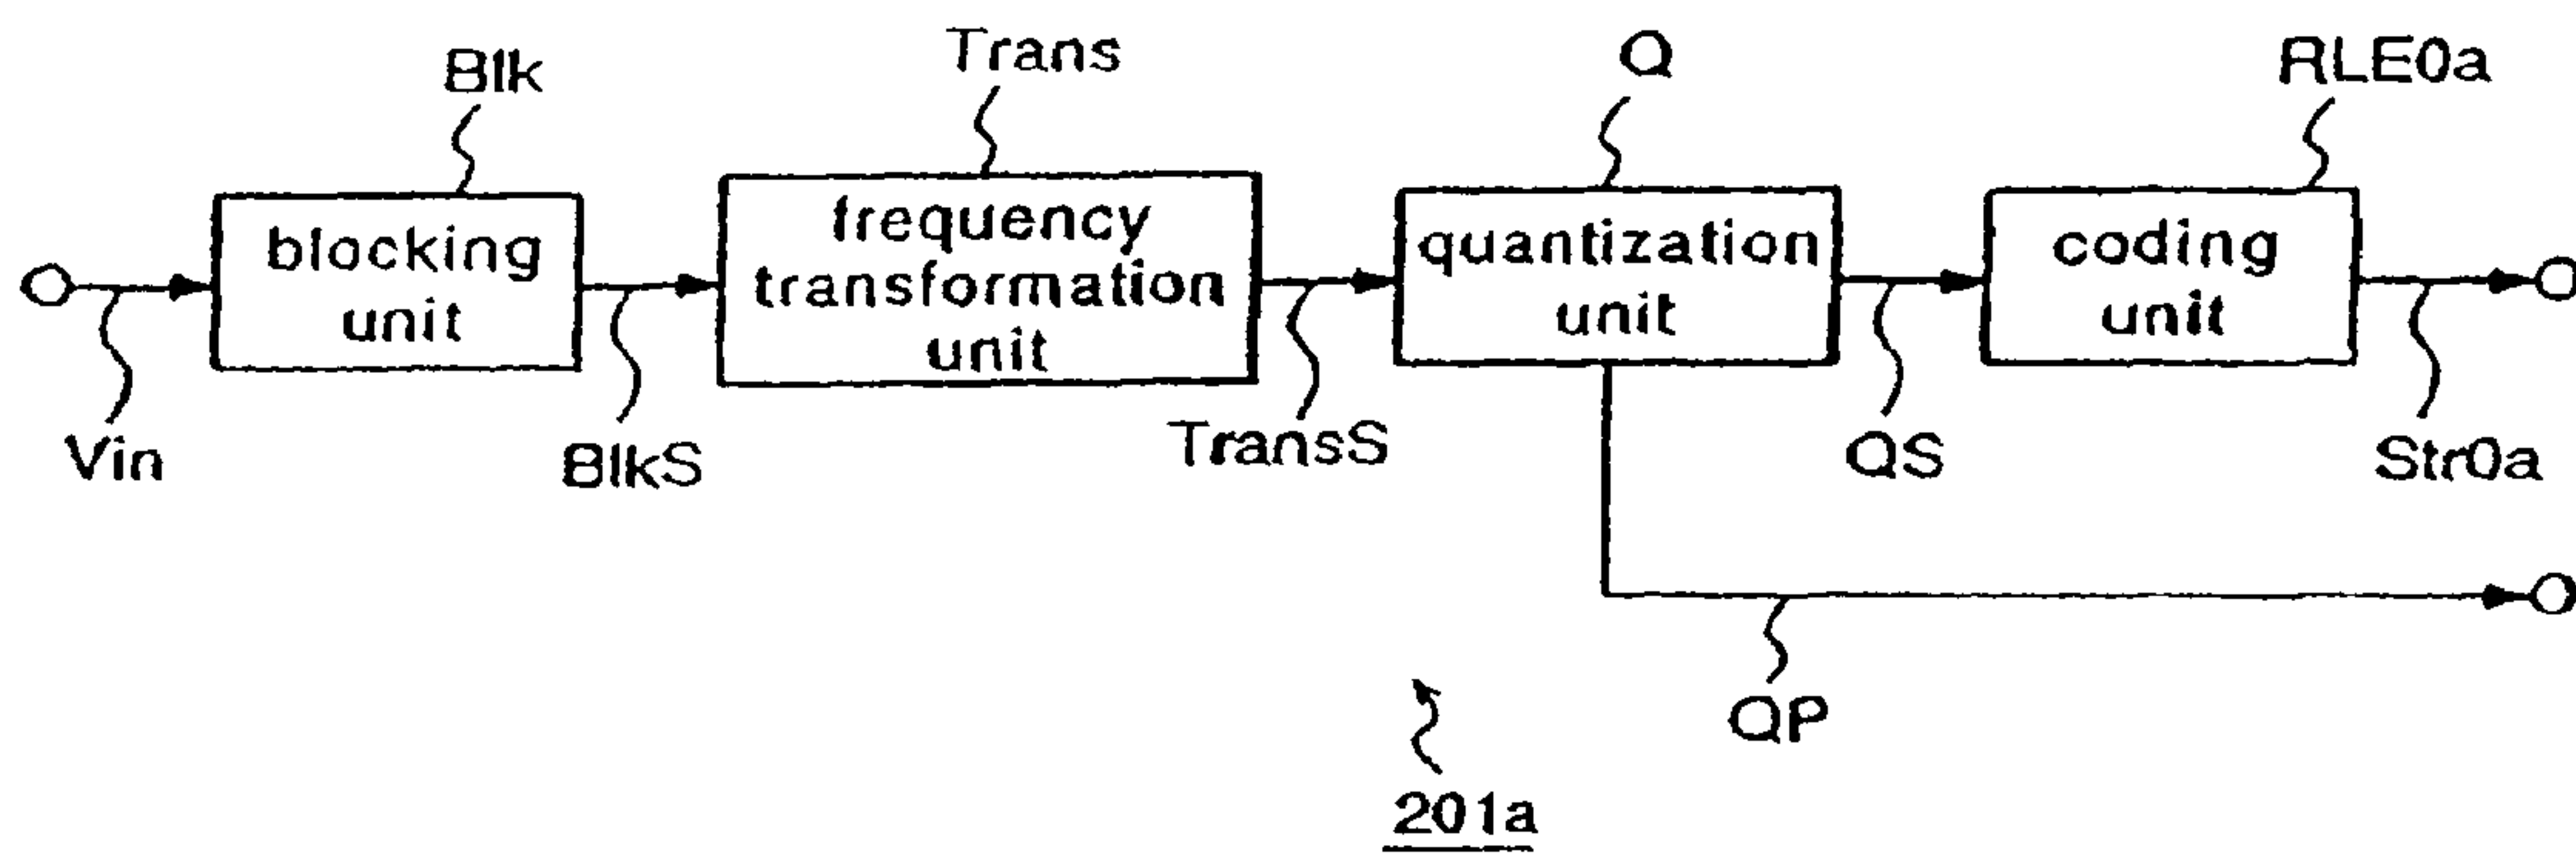 Blk
Trans
Q
RLE0a
blocking
unit
frequency
transformation
unit
quantization
unit
coding
unit
Vin
BlkS
TransS
QS
Str0a
QP
201a